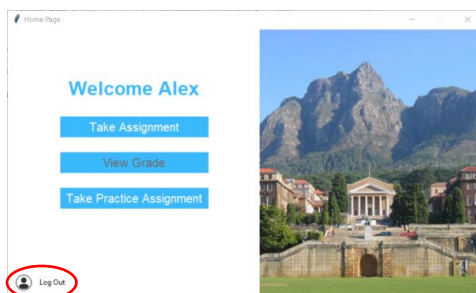 Home Page
Welcome Alex
Take Assignment
View Grade
Take Practice Assignment
Log Out